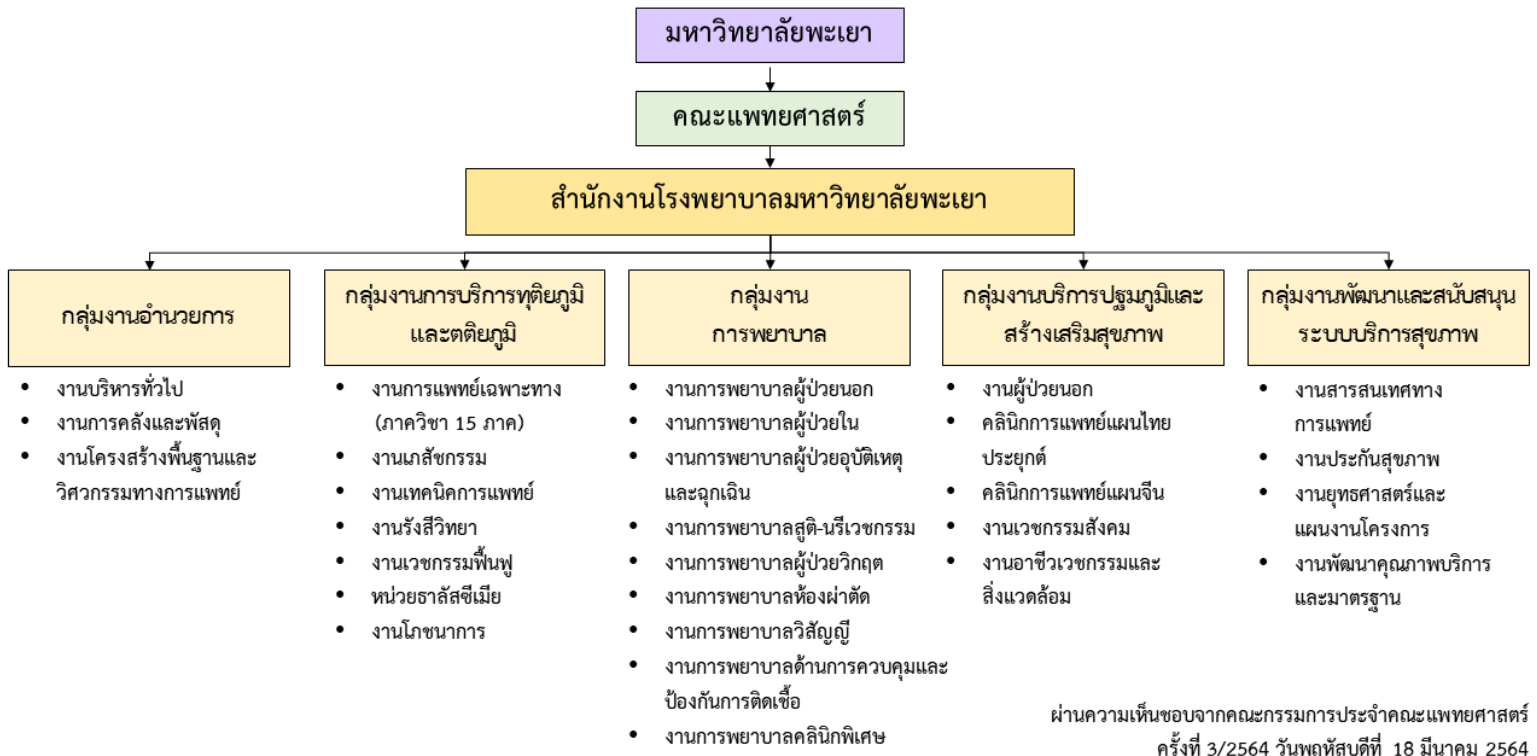 มหาวิทยาลัยพะเยา
คณะแพทยศาสตร์
สำนักงานโรงพยาบาลมหาวิทยาลัยพะเยา
กลุ่มงานอำนวยการ
• งานบริหารทั่วไป
• งานการคลังและพัสดุ
• งานโครงสร้างพื้นฐานและ
วิศวกรรมทางการแพทย์
กลุ่มงานการบริการทุติยภูมิ
และตติยภูมิ
• งานการแพทย์เฉพาะทาง
(ภาควิชา 15 ภาค)
• งานเภสัชกรรม
• งานเทคนิคการแพทย์
• งานรังสีวิทยา
• งานเวชกรรมฟื้นฟู
• หน่วยธาลัสซีเมีย
• งานโภชนาการ
กลุ่มงาน
การพยาบาล
• งานการพยาบาลผู้ป่วยนอก
• งานการพยาบาลผู้ป่วยใน
• งานการพยาบาลผู้ป่วยอุบัติเหตุ
และฉุกเฉิน
• งานการพยาบาลสูติ-นรีเวชกรรม
• งานการพยาบาลผู้ป่วยวิกฤต
• งานการพยาบาลห้องผ่าตัด
• งานการพยาบาลวิสัญญี
• งานการพยาบาลด้านการควบคุมและ
ป้องกันการติดเชื้อ
• งานการพยาบาลคลินิกพิเศษ
กลุ่มงานบริการปฐมภูมิและ
สร้างเสริมสุขภาพ
• งานผู้ป่วยนอก
• คลินิกการแพทย์แผนไทย
ประยุกต์
• คลินิกการแพทย์แผนจีน
• งานเวชกรรมสังคม
• งานอาชีวเวชกรรมและ
สิ่งแวดล้อม
กลุ่มงานพัฒนาและสนับสนุน
ระบบบริการสุขภาพ
• งานสารสนเทศทาง
การแพทย์
• งานประกันสุขภาพ
• งานยุทธศาสตร์และ
แผนงานโครงการ
• งานพัฒนาคุณภาพบริการ
และมาตรฐาน
ผ่านความเห็นชอบจากคณะกรรมการประจำคณะแพทยศาสตร์
ครั้งที่ 3/2564 วันพฤหัสบดีที่ 18 มีนาคม 2564